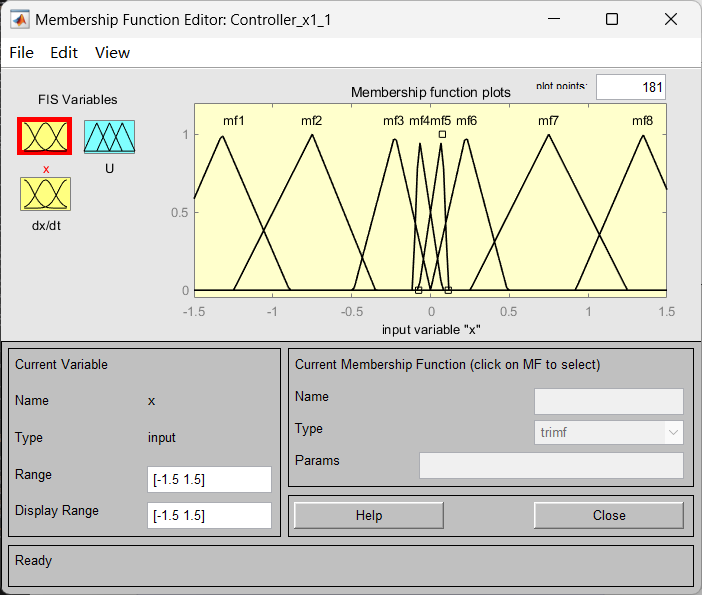 Membership Function Editor: Controller_x1_1
File Edit View
FIS Variables
x
U
dx/dt
Membership function plots
plot points:
181
mf1 mf2 mf3 mf4 mf5 mf6 mf7 mf8
1
0.5
0
-1.5 -1 -0.5 0 0.5 1 1.5
input variable "x"
Current Variable
Name x
Type input
Range [-1.5 1.5]
Display Range [-1.5 1.5]
Current Membership Function (click on MF to select)
Name
Type trimf
Params
Help Close
Ready